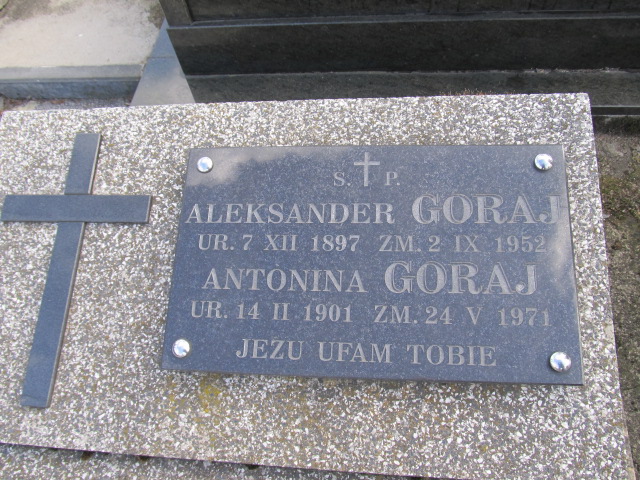 S. P.
ALEKSANDER GORAJ
UR. 7 XII 1897 ZM. 2 IX 1952
ANTONINA GORAJ
UR. 14 II 1901 ZM. 24 V 1971
JEZU UFAM TOBIE